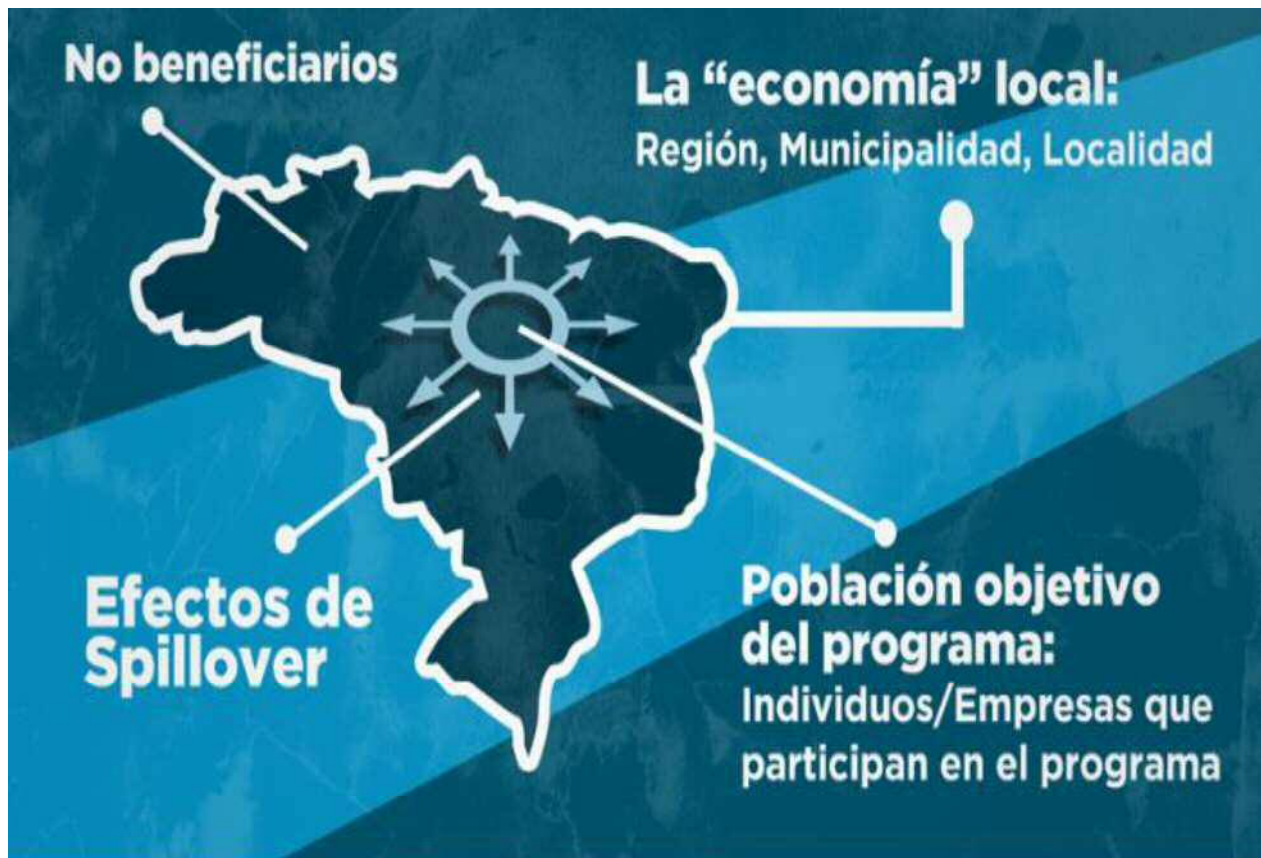 No beneficiarios
La “economía” local:
Región, Municipalidad, Localidad
Efectos de
Spillover
Población objetivo
del programa:
Individuos/Empresas que
participan en el programa